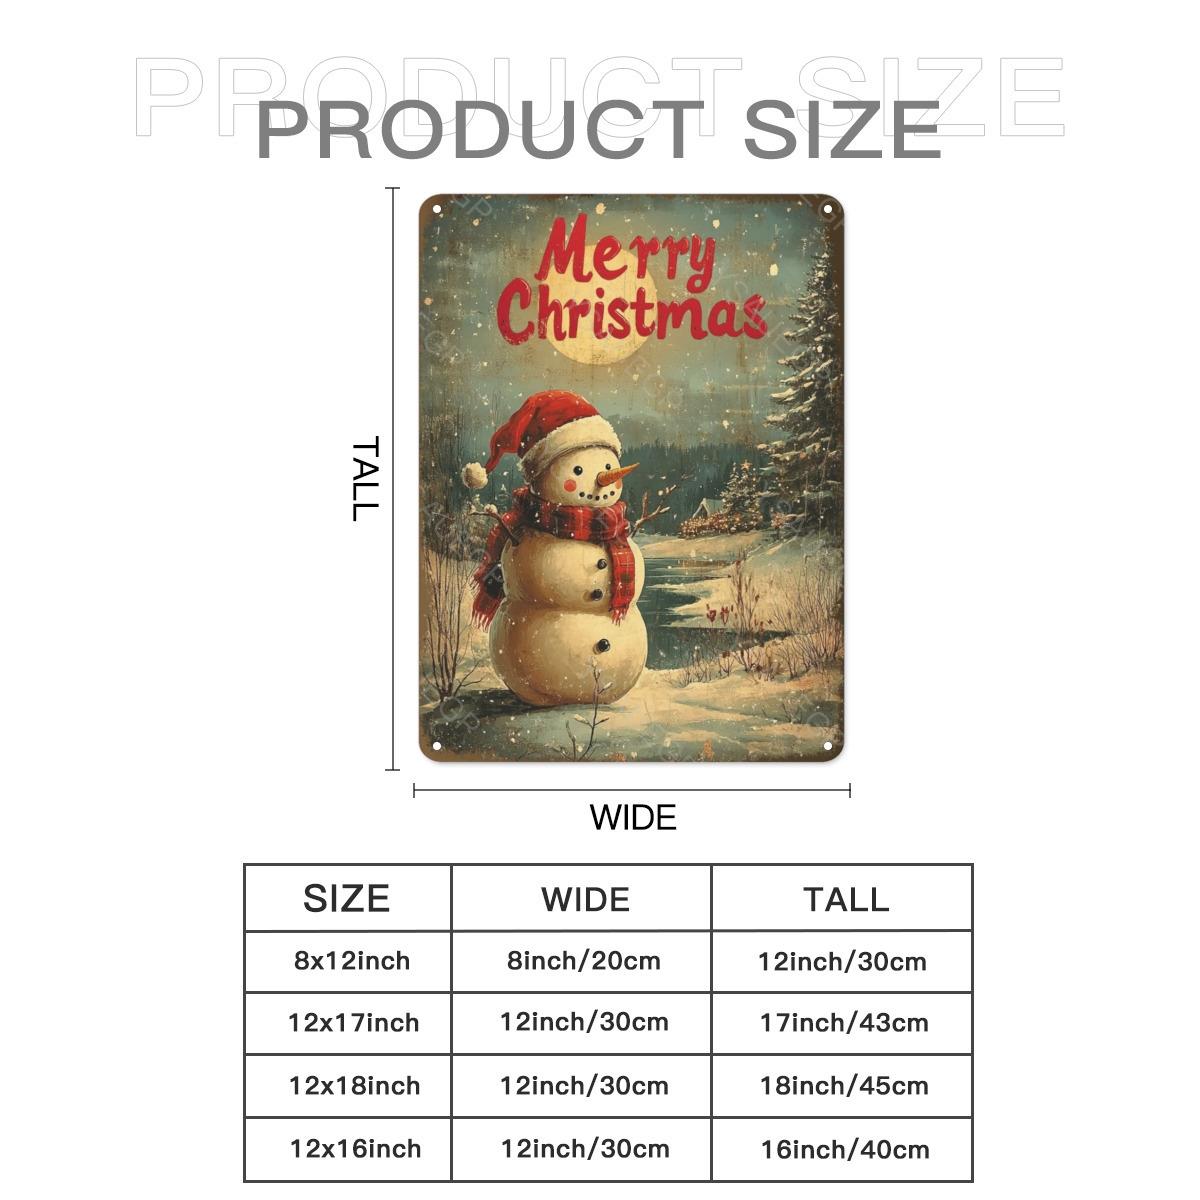 PRODUCT SIZE
PRODUCT SIZE
Merry
Christmas
TALL
WIDE
SIZE WIDE TALL
8x12inch 8inch/20cm 12inch/30cm
12x17inch 12inch/30cm 17inch/43cm
12x18inch 12inch/30cm 18inch/45cm
12x16inch 12inch/30cm 16inch/40cm